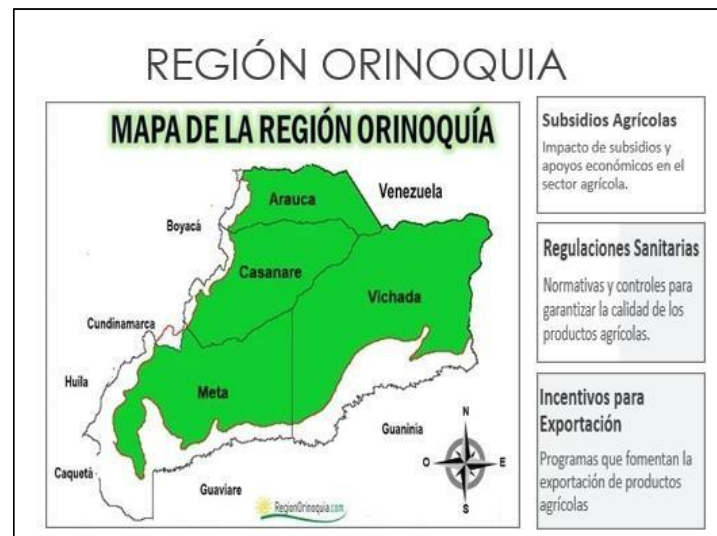 REGIÓN ORINOQUIA
MAPA DE LA REGIÓN ORINOQUÍA
Arauca
Venezuela
Boyacá
Casanare
Vichada
Cundinamarca
Huila
Meta
Guaninia
Caquetá
Guaviare
N
O
E
S
RegionOrinoquia.com
Subsidios Agrícolas
Impacto de subsidios y
apoyos económicos en el
sector agrícola.
Regulaciones Sanitarias
Normativas y controles para
garantizar la calidad de los
productos agrícolas.
Incentivos para
Exportación
Programas que fomentan la
exportación de productos
agrícolas